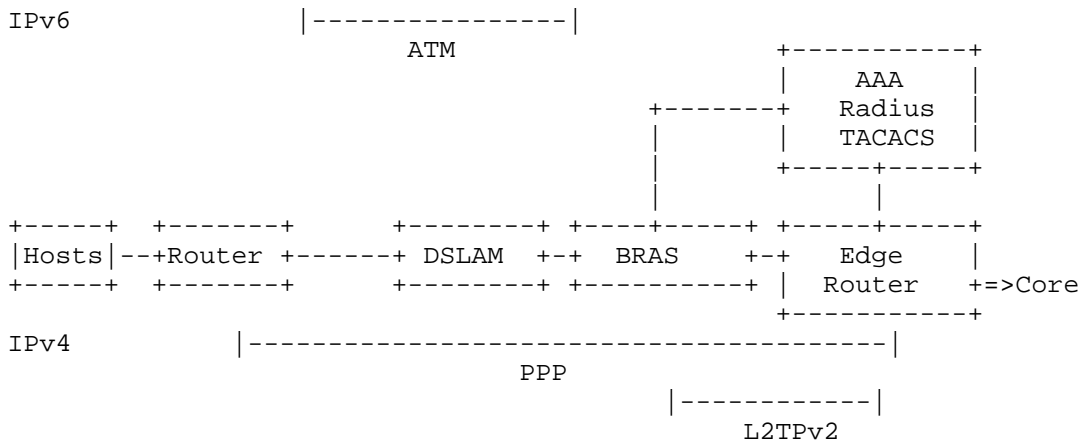 IPv6 |-----------------|
ATM +-----------+
| AAA |
+-------+ Radius |
| | TACACS |
| +-----+-----+
| |
+-----+ +-------+ +--------+ +----+-----+ +-----+-----+
|Hosts|--+Router +------+ DSLAM +-+ BRAS +-+ Edge |
+-----+ +-------+ +--------+ +----------+ | Router +=>Core
+-----------+
IPv4 |----------------------------------------|
PPP
|------------|
L2TPv2